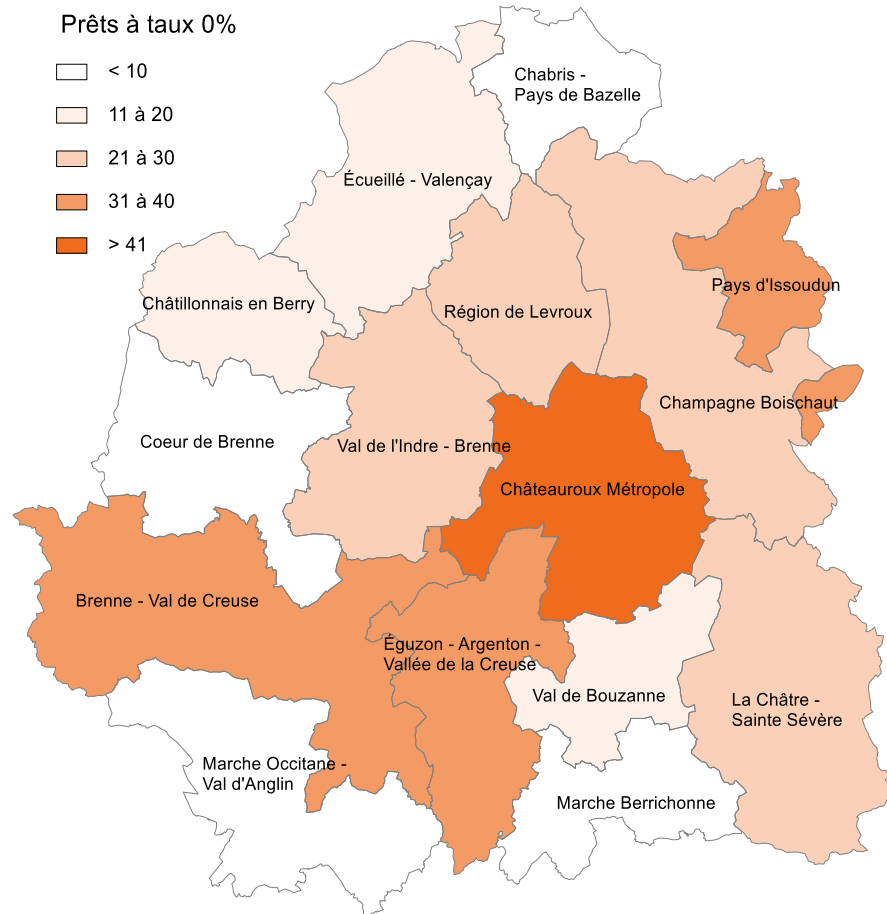 Prêts à taux 0%
< 10
11 à 20
21 à 30
31 à 40
> 41
Chabris -
Pays de Bazelle
Écueillé - Valençay
Pays d'Issoudun
Châtillonnais en Berry
Région de Levroux
Champagne Boischaut
Coeur de Brenne
Val de l'Indre - Brenne
Châteauroux Métropole
Brenne - Val de Creuse
Éguzon - Argenton -
Vallée de la Creuse
Val de Bouzanne
La Châtre -
Sainte Sévère
Marche Occitane -
Val d'Anglin
Marche Berrichonne